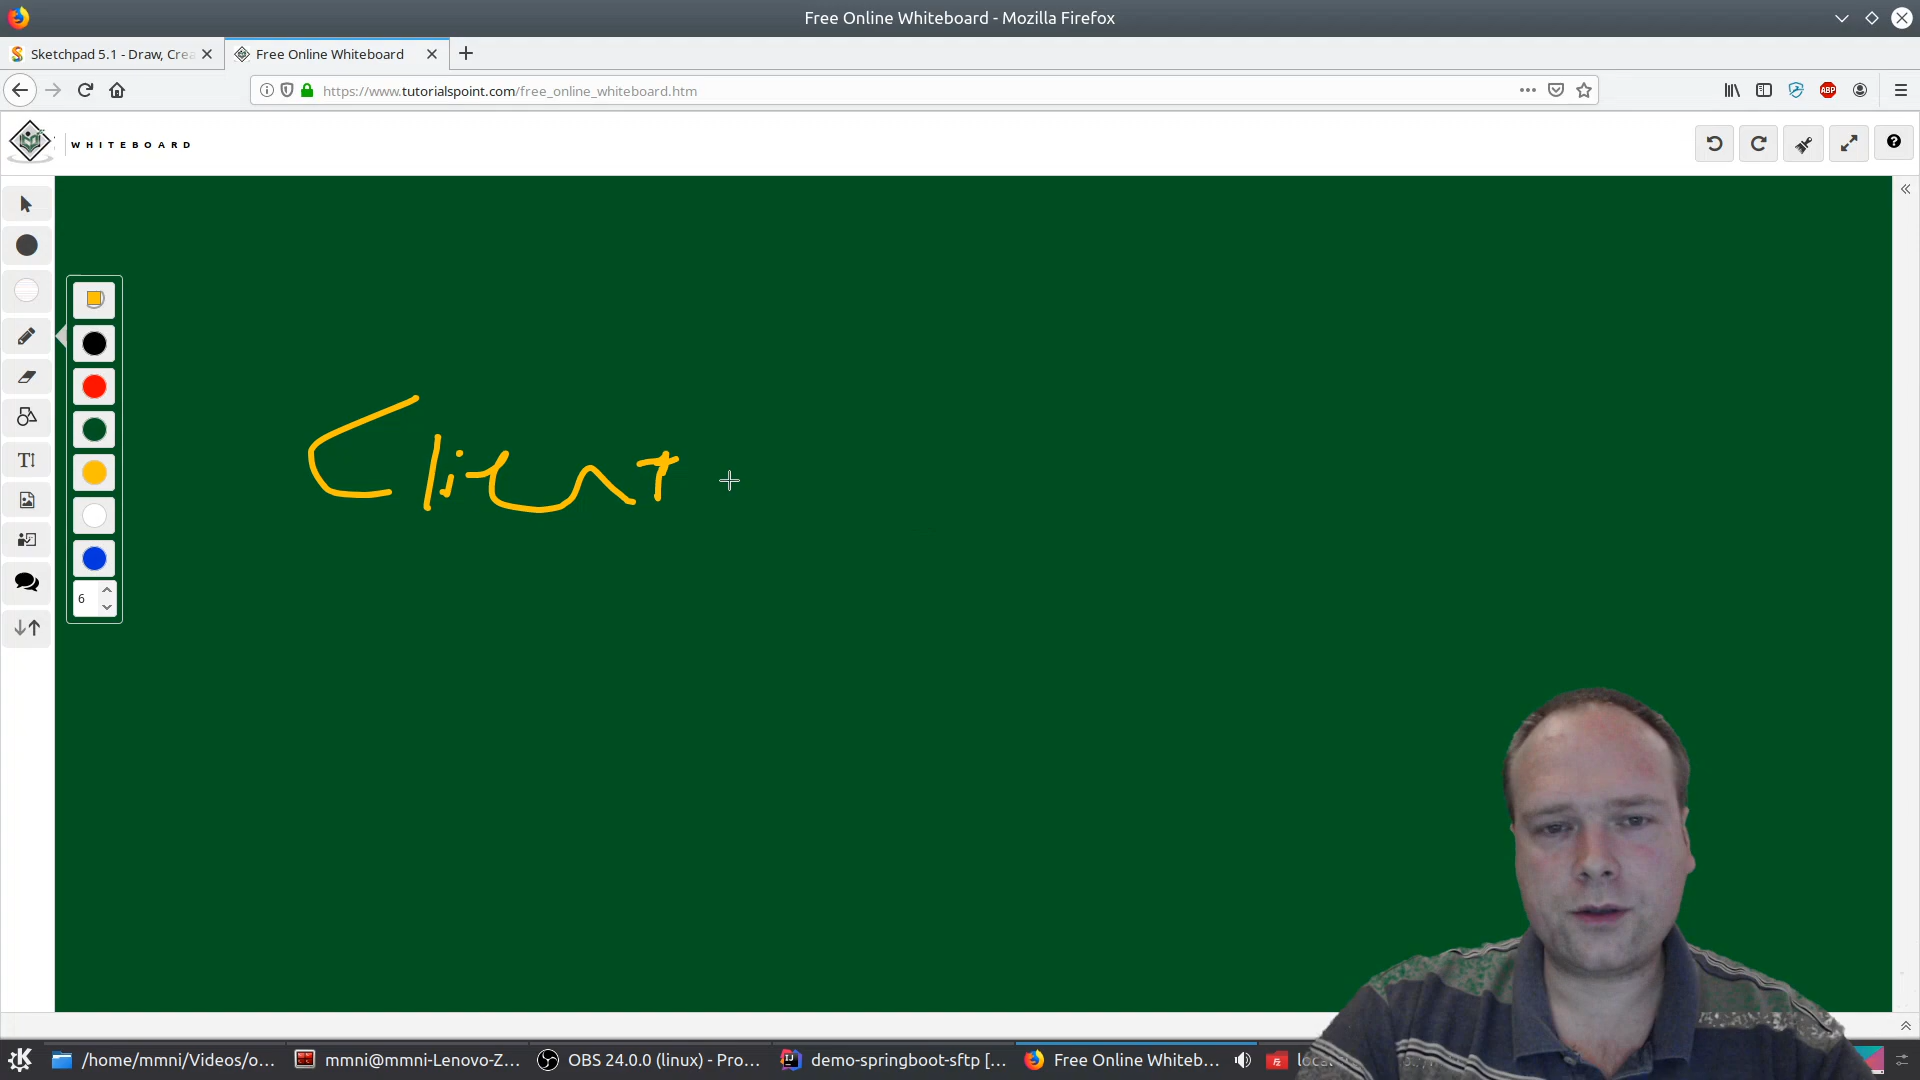 Free Online Whiteboard - Mozilla Firefox
Sketchpad 5.1 - Draw, Crea
Free Online Whiteboard
https://www.tutorialspoint.com/free_online_whiteboard.htm
ABP
WHITEBOARD
Client
T
6
/home/mmni/Videos/o...
mmni@mmni-Lenovo-Z...
OBS 24.0.0 (linux) - Pro...
demo-springboot-sftp [...
Free Online Whiteb...